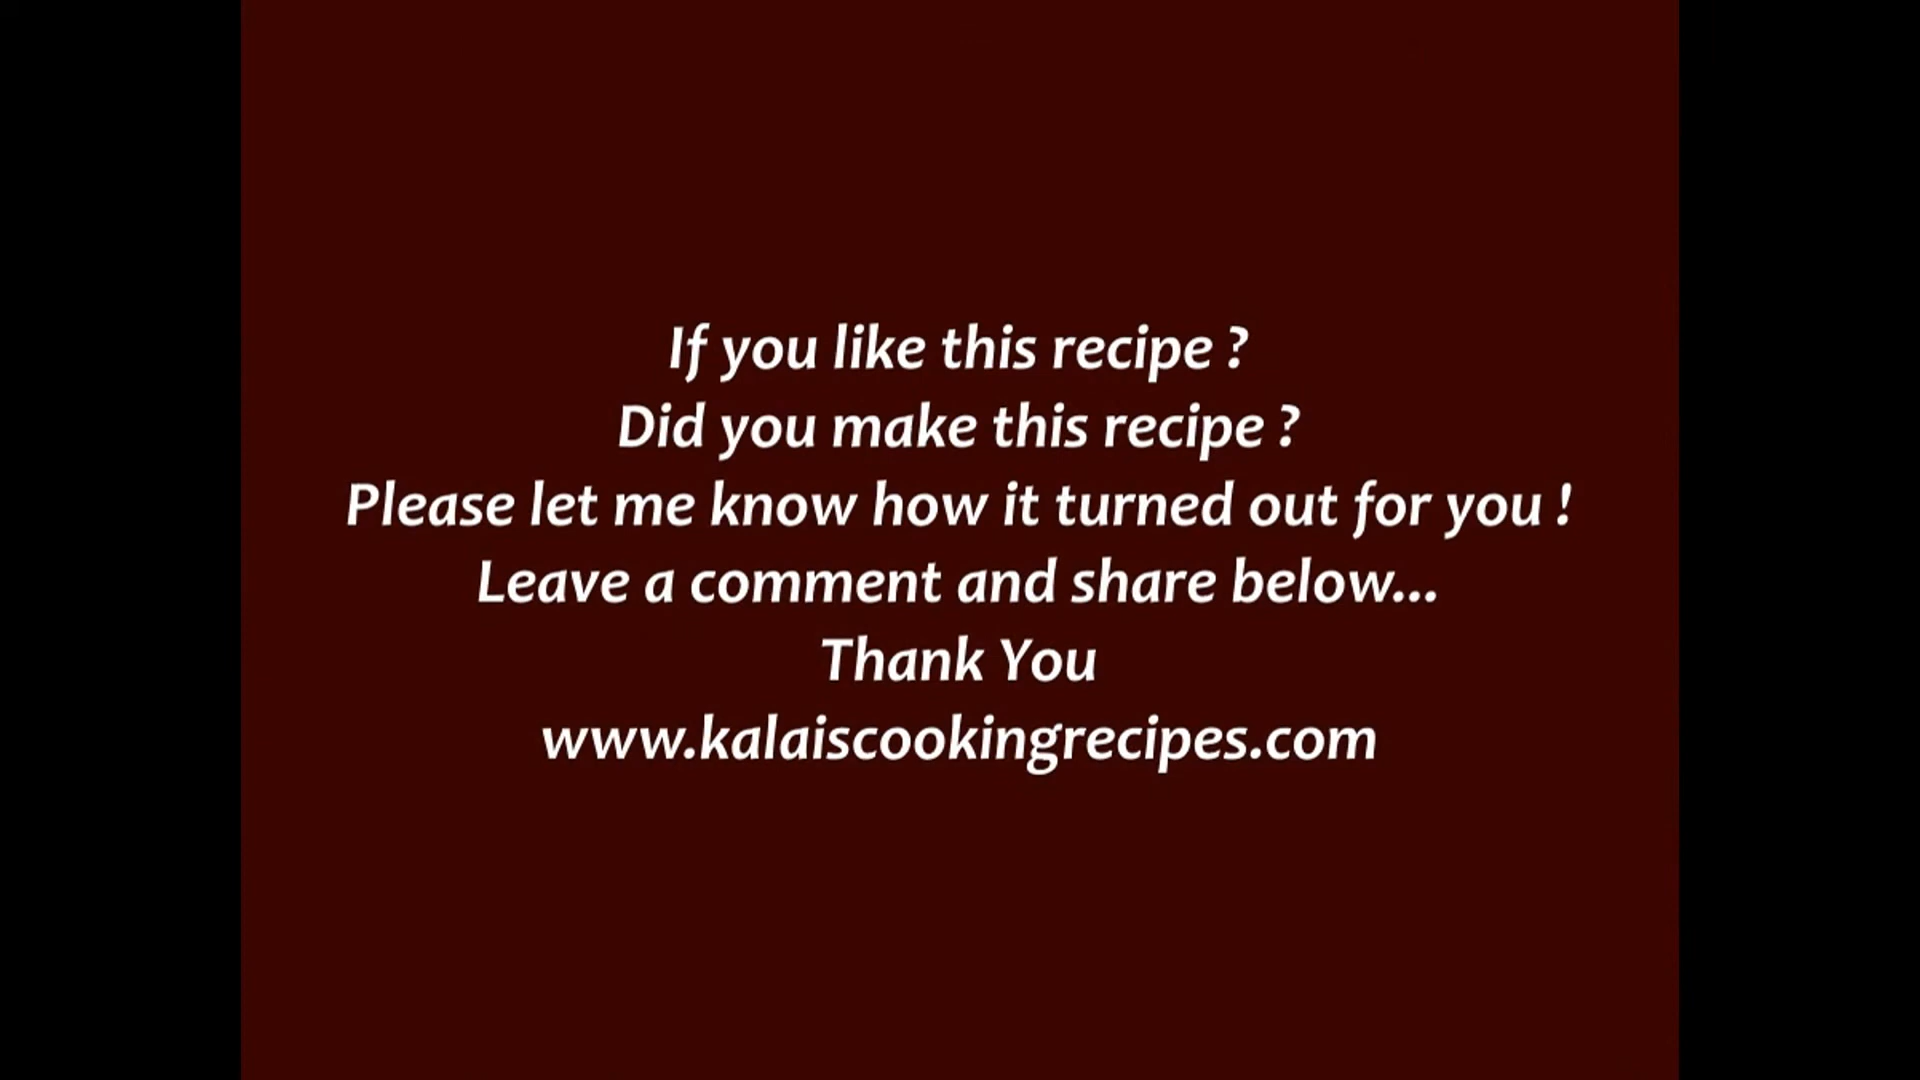 If you like this recipe ?
Did you make this recipe ?
Please let me know how it turned out for you !
Leave a comment and share below...
Thank You
www.kalaiscookingrecipes.com